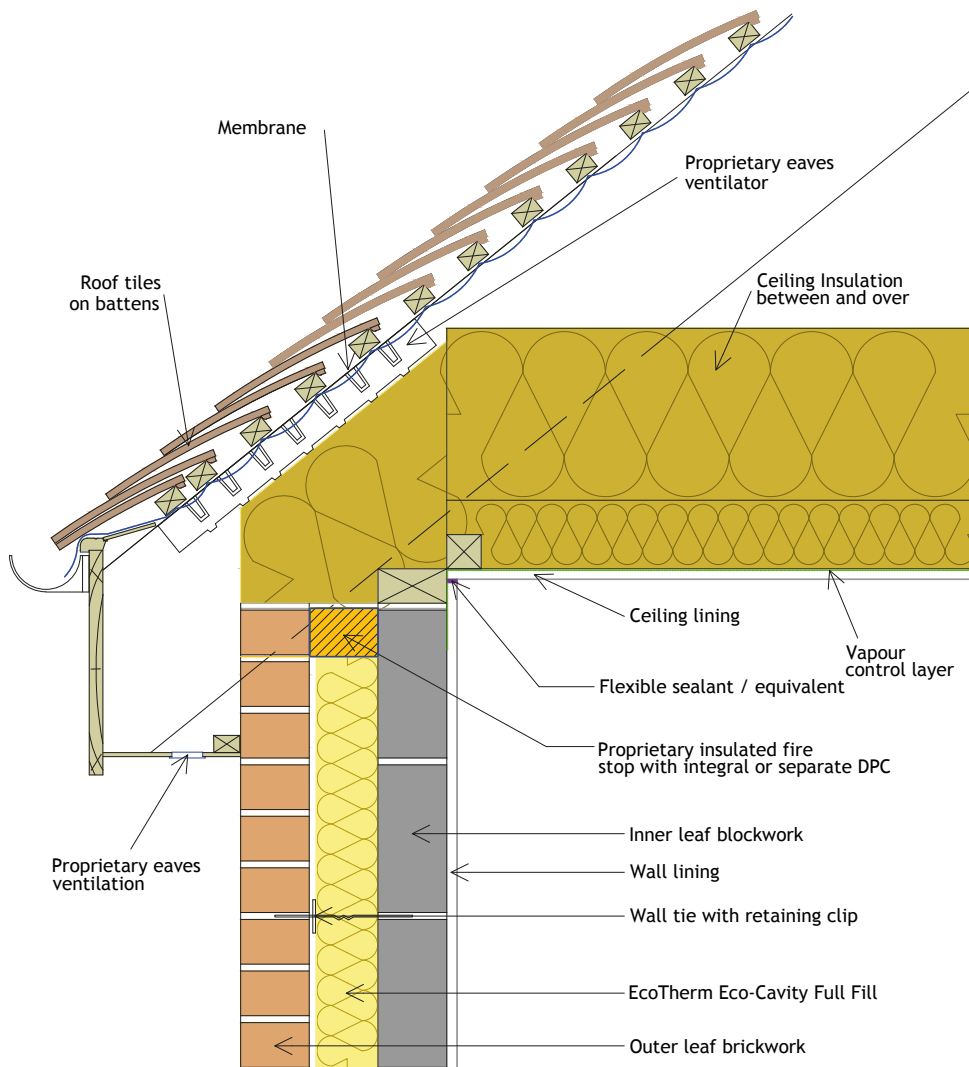 Membrane
Proprietary eaves
ventilator
Roof tiles
on battens
Ceiling Insulation
between and over
Ceiling lining
Vapour
control layer
Flexible sealant / equivalent
Proprietary insulated fire
stop with integral or separate DPC
Inner leaf blockwork
Proprietary eaves
ventilation
Wall lining
Wall tie with retaining clip
EcoTherm Eco-Cavity Full Fill
Outer leaf brickwork